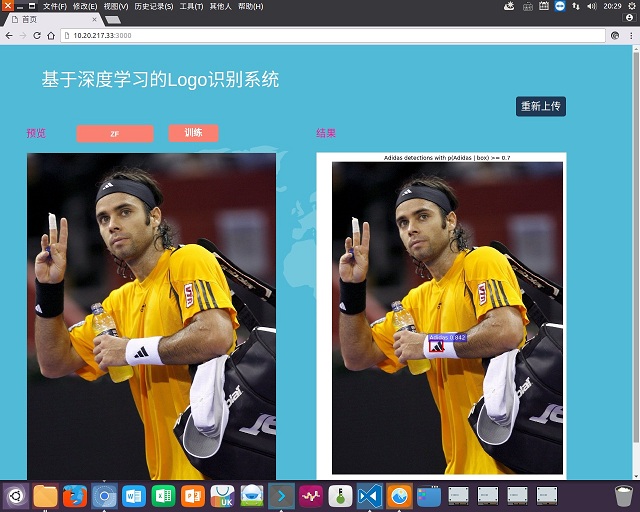 文件(F) 修改(E) 视图(V) 历史记录(S) 工具(T) 其他人 帮助(H)
20:29
首页
10.20.217.33:3000
基于深度学习的Logo识别系统
重新上传
预览
ZF
训练
结果
Adidas detections with p(Adidas | box) >= 0.7
Adidas 0.842
UK